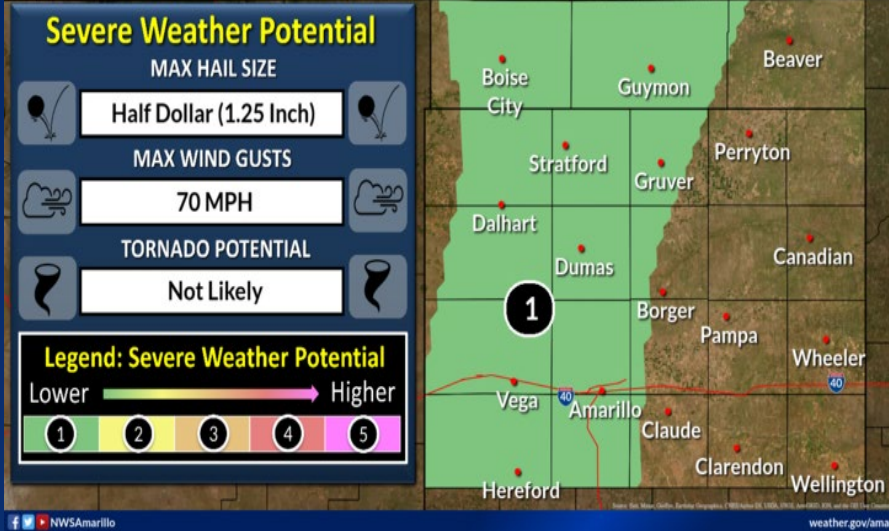 Severe Weather Potential
MAX HAIL SIZE
Half Dollar (1.25 Inch)
MAX WIND GUSTS
70 MPH
TORNADO POTENTIAL
Not Likely
Legend: Severe Weather Potential
Lower
Higher
1
2
3
4
5
Boise
City
Guymon
Beaver
Stratford
Gruver
Perryton
Dalhart
Dumas
Canadian
1
Borger
Pampa
Wheeler
40
Vega
40
Amarillo
Claude
Clarendon
Hereford
Wellington
NWSAmarillo
weather.gov/ama